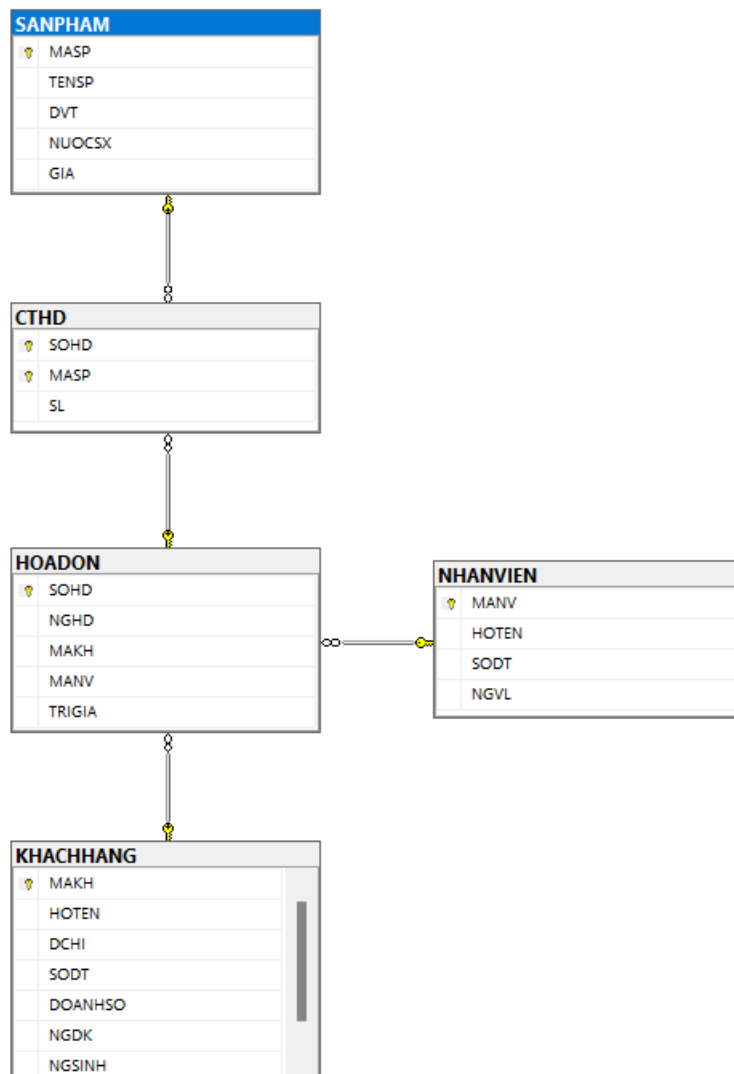 SANPHAM
MASP
TENSP
DVT
NUOCSX
GIA
CTHD
SOHD
MASP
SL
HOADON
SOHD
NGHD
MAKH
MANV
TRIGIA
NHANVIEN
MANV
HOTEN
SODT
NGVL
KHACHHANG
MAKH
HOTEN
DCHI
SODT
DOANHSO
NGDK
NGSINH